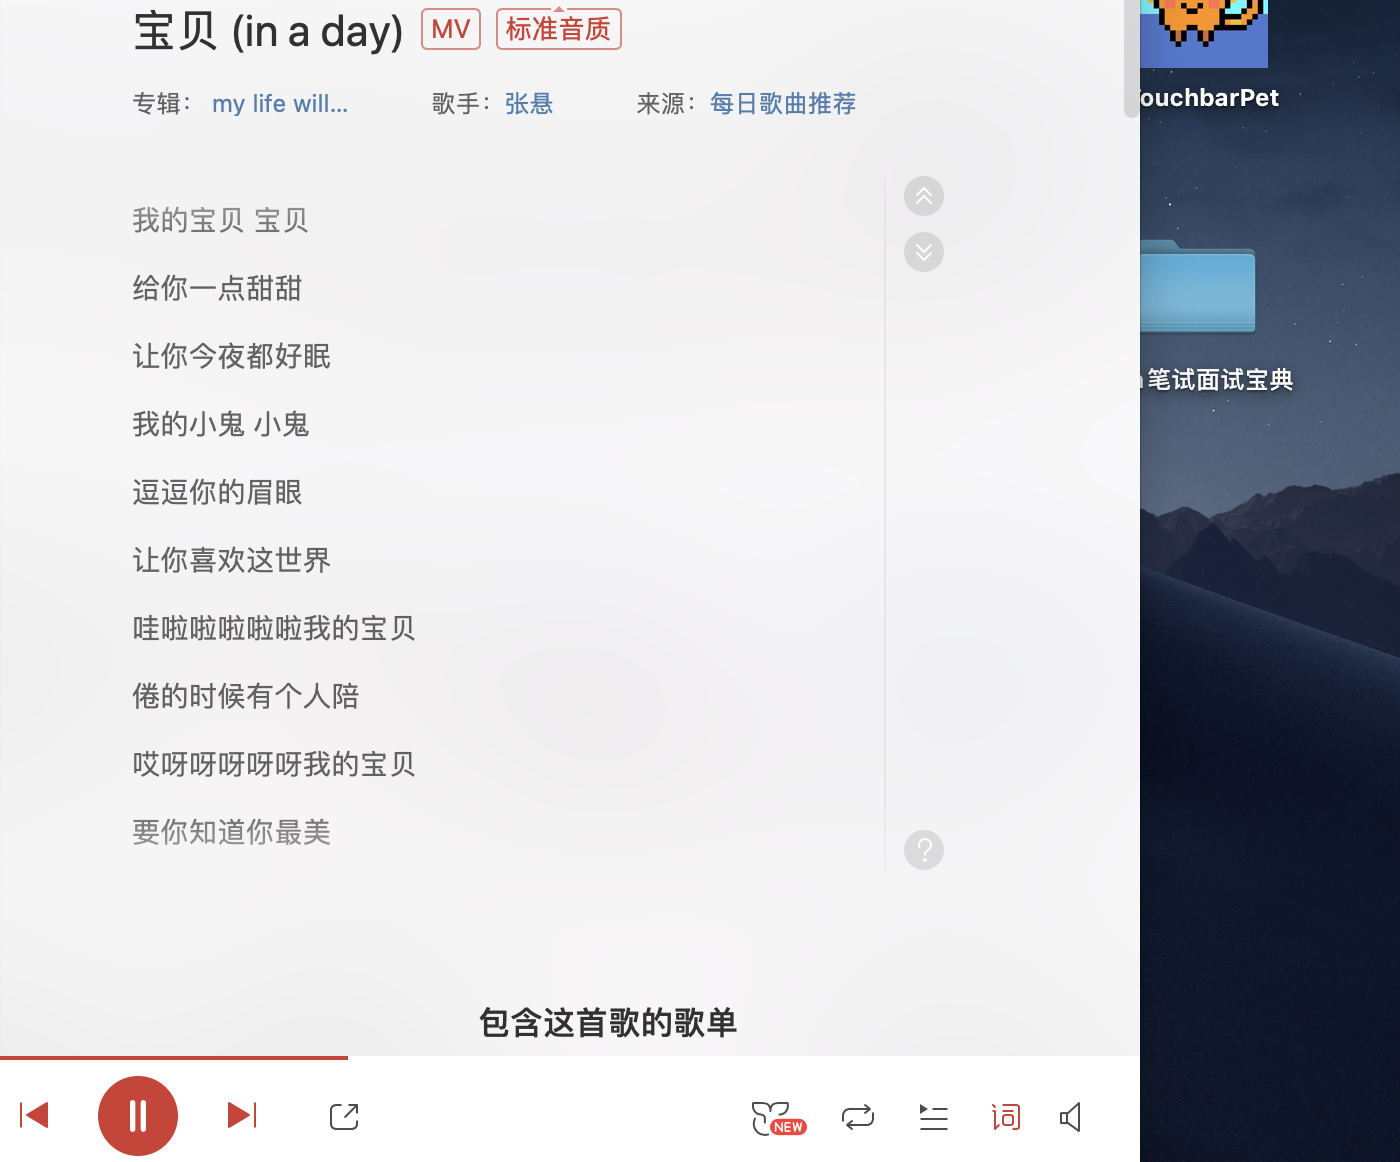 宝贝 (in a day) MV 标准音质
专辑： my life will... 歌手： 张悬 来源： 每日歌曲推荐
我的宝贝 宝贝
给你一点甜甜
让你今夜都好眠
我的小鬼 小鬼
逗逗你的眉眼
让你喜欢这世界
哇啦啦啦啦啦我的宝贝
倦的时候有个人陪
哎呀呀呀呀呀我的宝贝
要你知道你最美
包含这首歌的歌单
NEW
词
ouchbarPet
笔试面试宝典